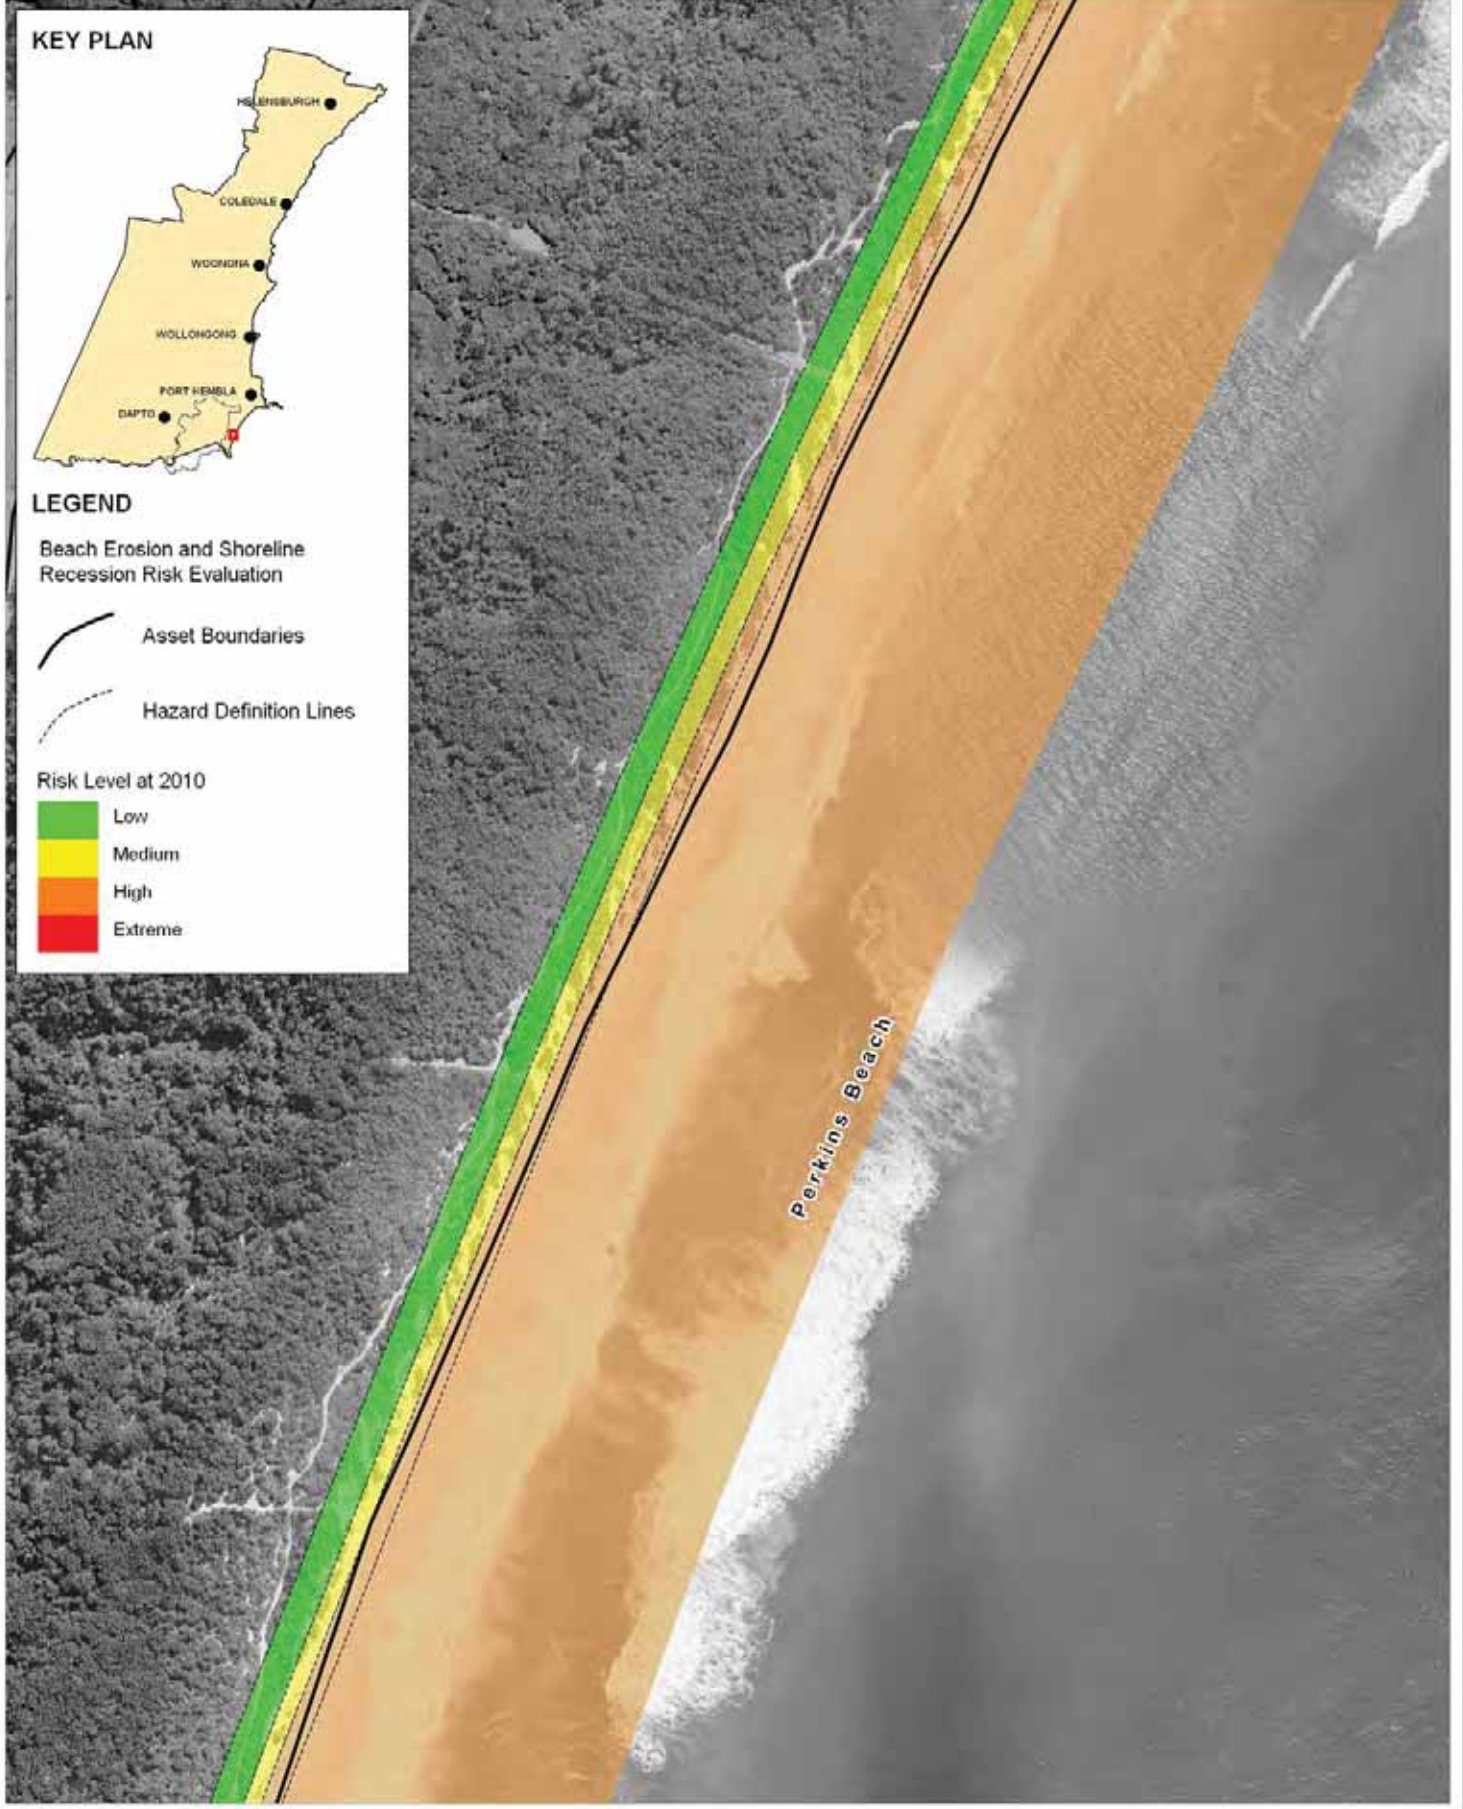 KEY PLAN
HELENSBURGH
COLEDALE
WOONONA
WOLLONGONG
PORT KEMBLA
DAPTO
LEGEND
Beach Erosion and Shoreline
Recession Risk Evaluation
Asset Boundaries
Hazard Definition Lines
Risk Level at 2010
Low
Medium
High
Extreme
Perkins Beach